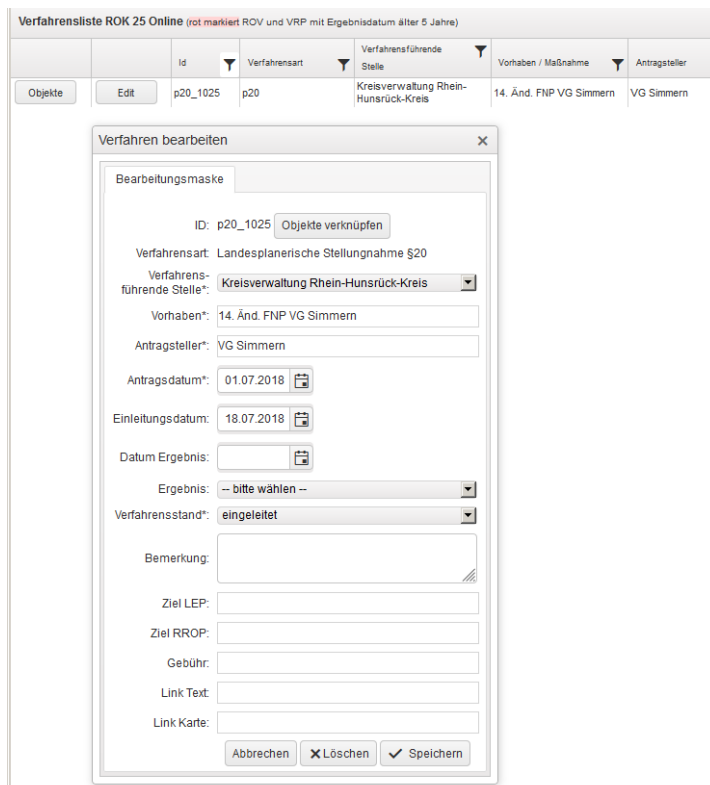 Verfahrensliste ROK 25 Online (rot markiert ROV und VRP mit Ergebnisdatum älter 5 Jahre)
Id Verfahrensart Verfahrensführende Stelle Vorhaben / Maßnahme Antragsteller
Objekte Edit p20_1025 p20 Kreisverwaltung Rhein-Hunsrück-Kreis 14. Änd. FNP VG Simmern VG Simmern
Verfahren bearbeiten
Bearbeitungsmaske
ID: p20_1025 Objekte verknüpfen
Verfahrensart: Landesplanerische Stellungnahme §20
Verfahrens-
führende Stelle*: Kreisverwaltung Rhein-Hunsrück-Kreis
Vorhaben*: 14. Änd. FNP VG Simmern
Antragsteller*: VG Simmern
Antragsdatum*: 01.07.2018
Einleitungsdatum: 18.07.2018
Datum Ergebnis:
Ergebnis: -- bitte wählen --
Verfahrensstand*: eingeleitet
Bemerkung:
Ziel LEP:
Ziel RROP:
Gebühr:
Link Text:
Link Karte:
Abbrechen Löschen Speichern